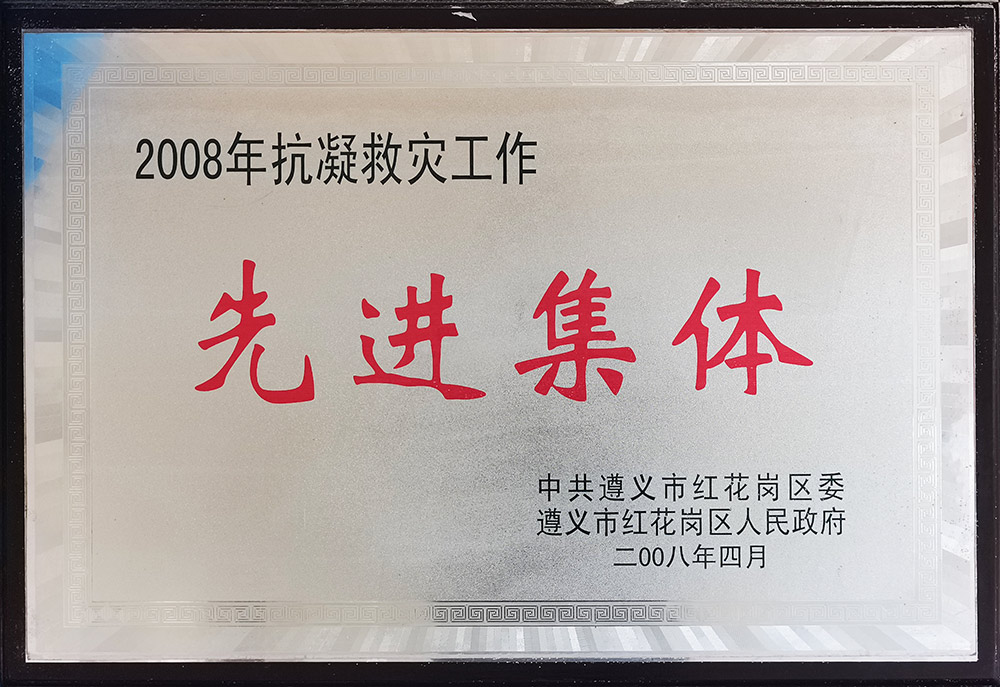 2008年抗凝救灾工作
先进集体
中共遵义市红花岗区委
遵义市红花岗区人民政府
二00八年四月